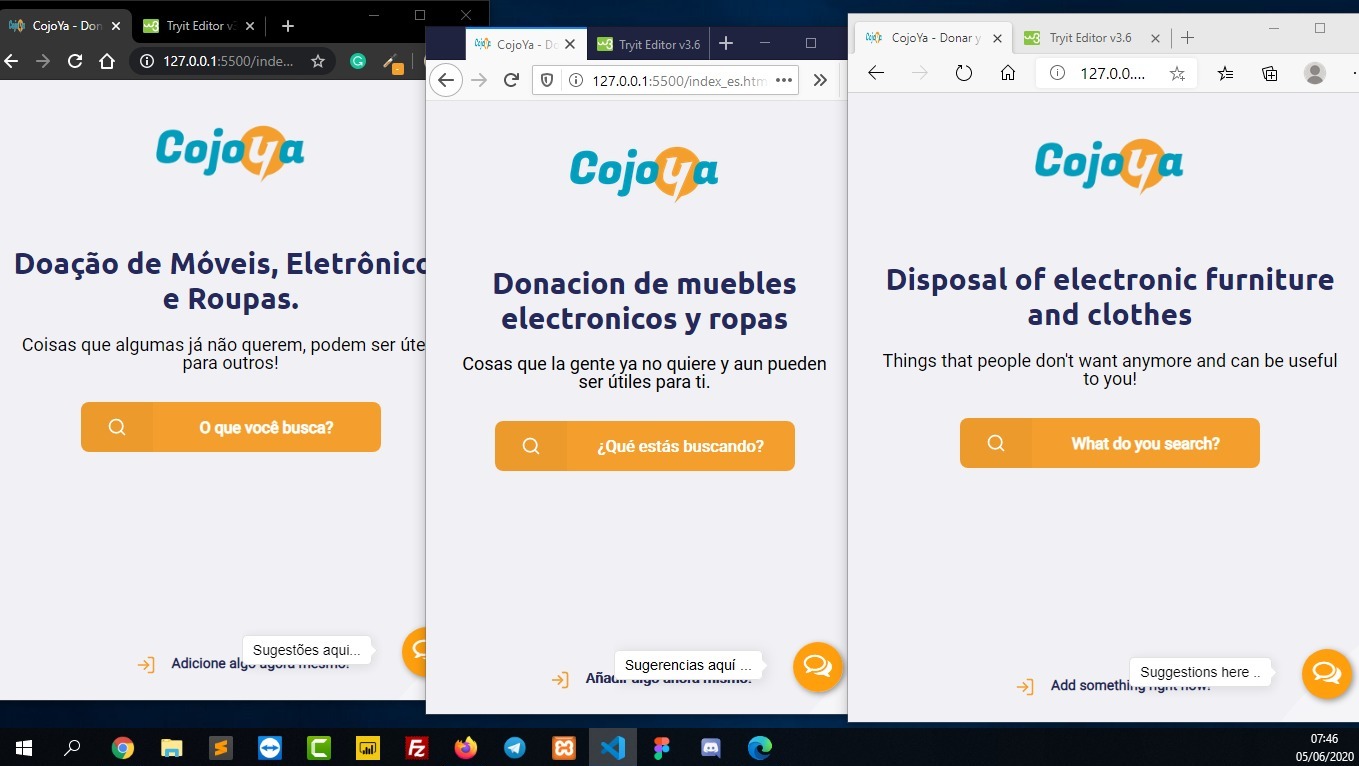 CojoYa - Don
Tryit Editor v3
127.0.0.1:5500/inde...
CojoYa
Doação de Móveis, Eletrônico
e Roupas.
Coisas que algumas já não querem, podem ser úte
para outros!
O que você busca?
Sugestões aqui...
Adicione algo agora mesmo!
CojoYa - Do
Tryit Editor v3.6
127.0.0.1:5500/index_es.htm
CojoYa
Donacion de muebles
electronicos y ropas
Cosas que la gente ya no quiere y aun pueden
ser útiles para ti.
¿Qué estás buscando?
Sugerencias aquí ...
Añadir algo ahora mismo!
CojoYa - Donar y
Tryit Editor v3.6
127.0.0....
CojoYa
Disposal of electronic furniture
and clothes
Things that people don't want anymore and can be useful
to you!
What do you search?
Suggestions here ..
Add something right now!
07:46
05/06/2020